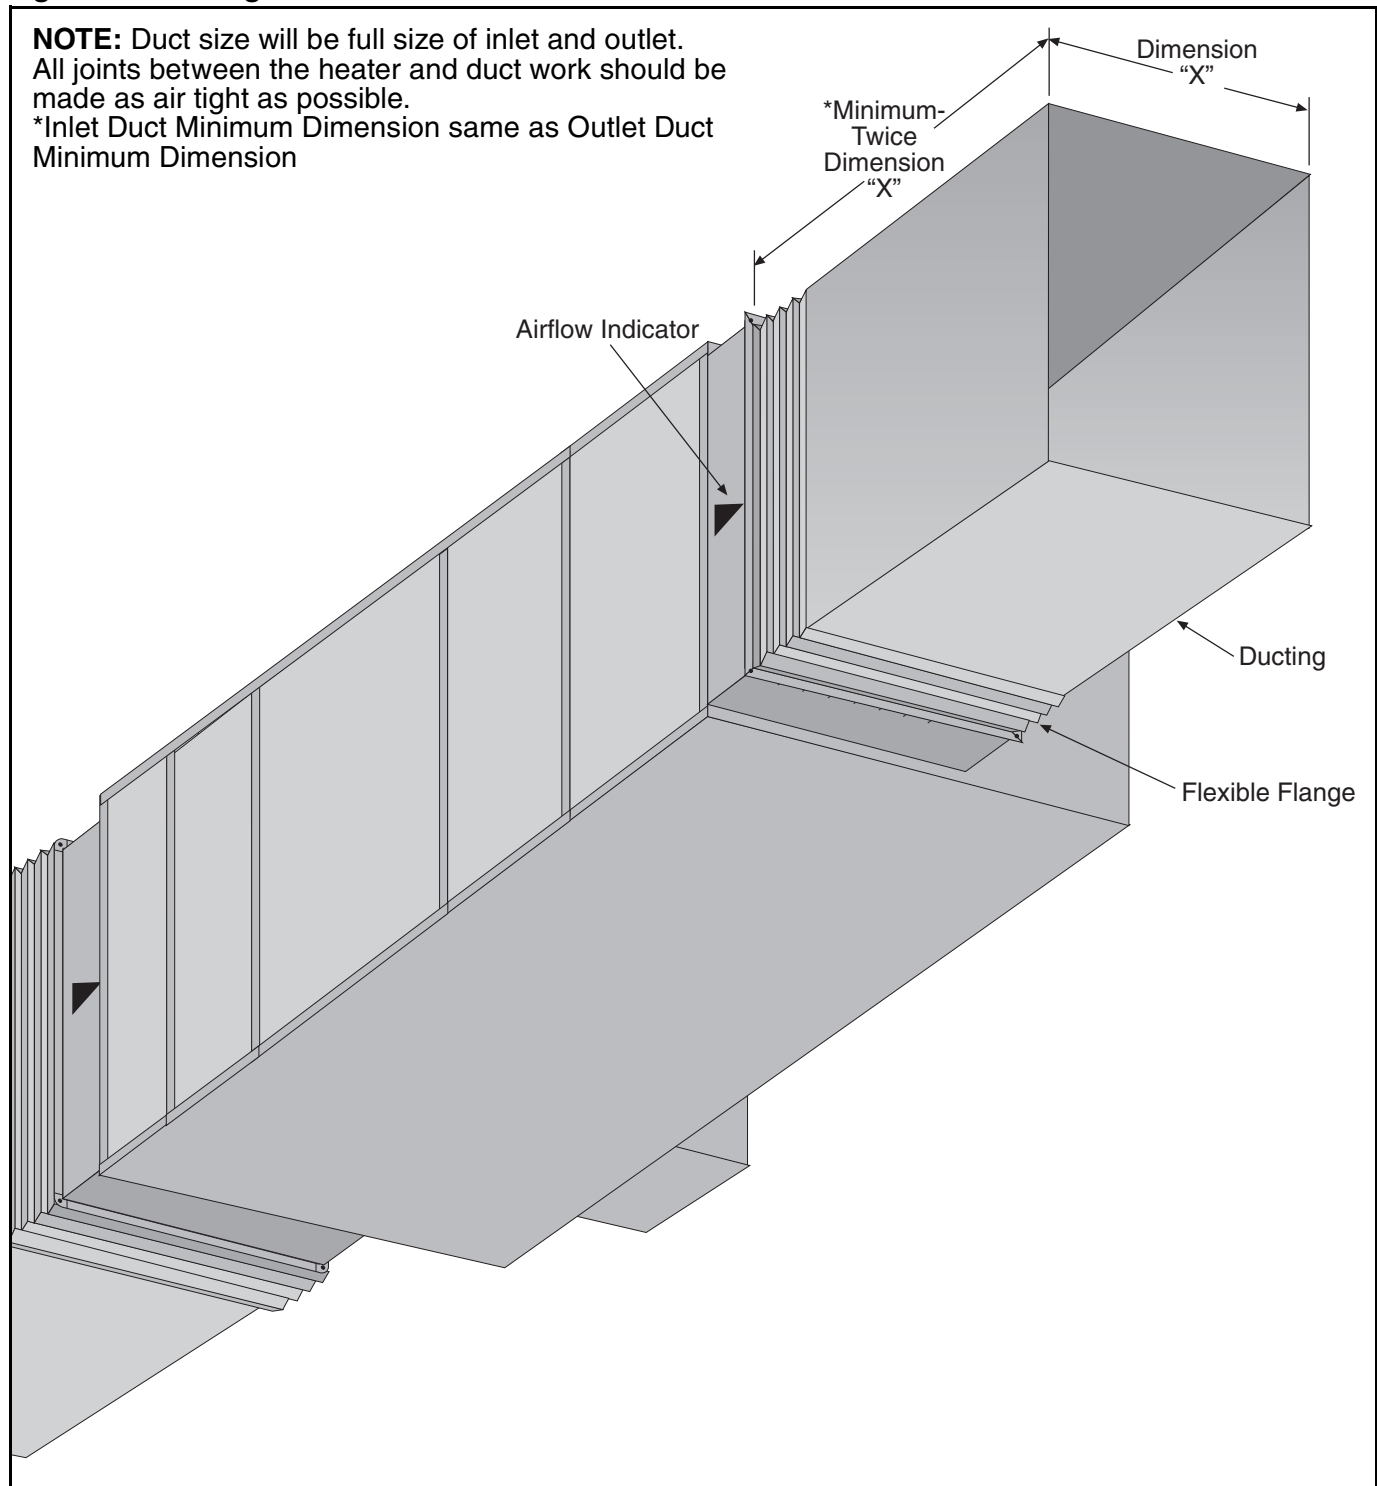 NOTE: Duct size will be full size of inlet and outlet.
All joints between the heater and duct work should be
made as air tight as possible.
*Inlet Duct Minimum Dimension same as Outlet Duct
Minimum Dimension
Dimension
“X”
*Minimum-
Twice
Dimension
“X”
Airflow Indicator
Ducting
Flexible Flange